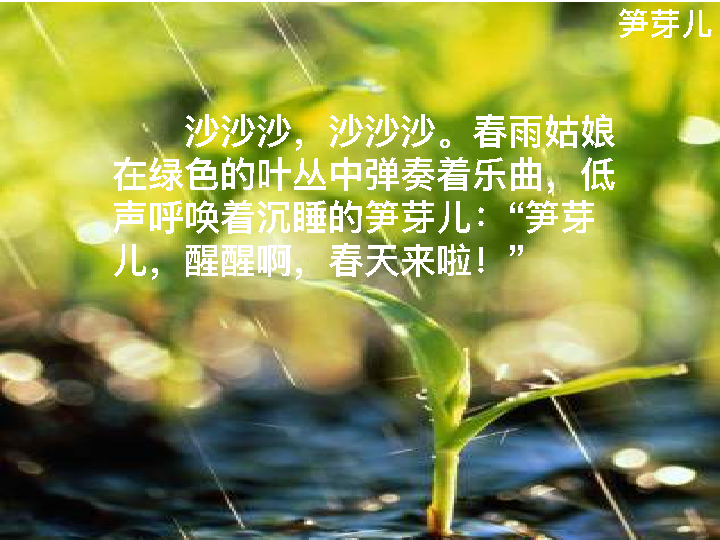 笋芽儿
沙沙沙，沙沙沙。春雨姑娘
在绿色的叶丛中弹奏着乐曲，低
声呼唤着沉睡的笋芽儿：“笋芽
儿，醒醒啊，春天来啦！”